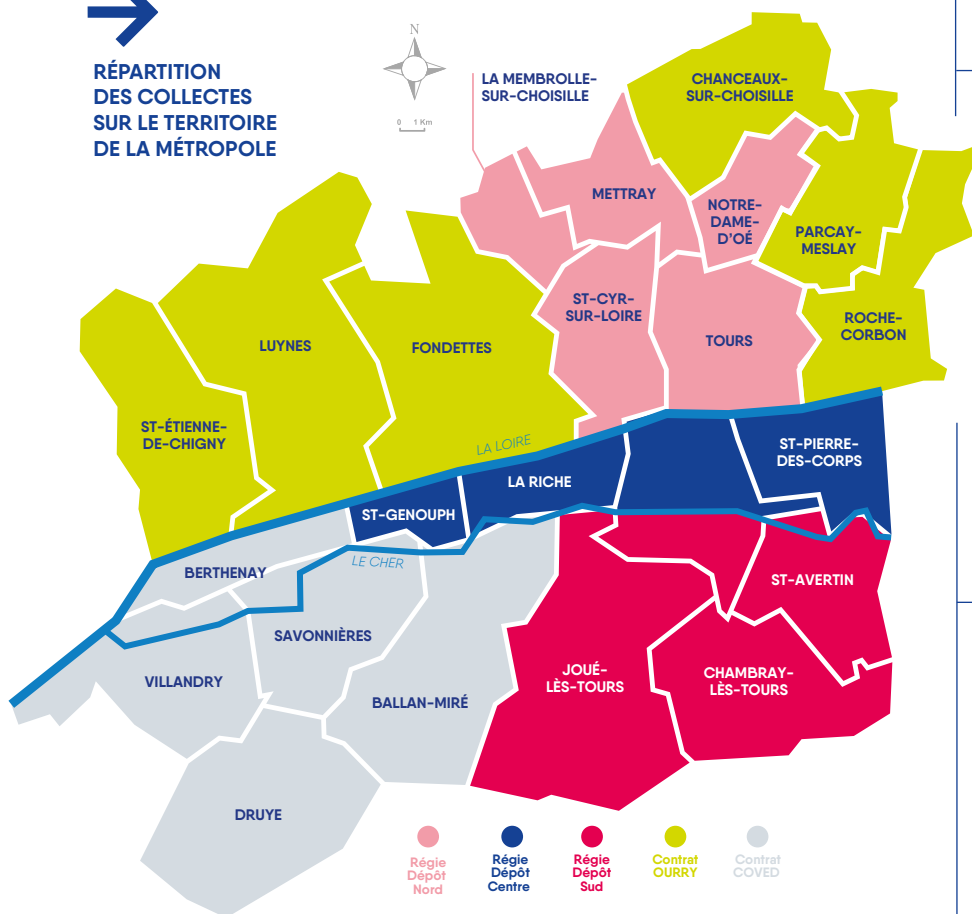 RÉPARTITION
DES COLLECTES
SUR LE TERRITOIRE
DE LA MÉTROPOLE
N
0 1 Km
LA MEMBROLLE-
SUR-CHOISILLE
CHANCEAUX-
SUR-CHOISILLE
METTRAY
NOTRE-
DAME-
D'OÉ
PARCAY-
MESLAY
ST-CYR-
SUR-LOIRE
TOURS
ROCHE-
CORBON
LUYNES
FONDETTES
ST-ÉTIENNE-
DE-CHIGNY
LA LOIRE
ST-PIERRE-
DES-CORPS
LA RICHE
ST-GENOUPH
LE CHER
BERTHENAY
ST-AVERTIN
SAVONNIÈRES
VILLANDRY
JOUÉ-
LÈS-TOURS
CHAMBRAY-
LÈS-TOURS
BALLAN-MIRÉ
DRUYE
Régie
Dépôt
Nord
Régie
Dépôt
Centre
Régie
Dépôt
Sud
Contrat
OURRY
Contrat
COVED